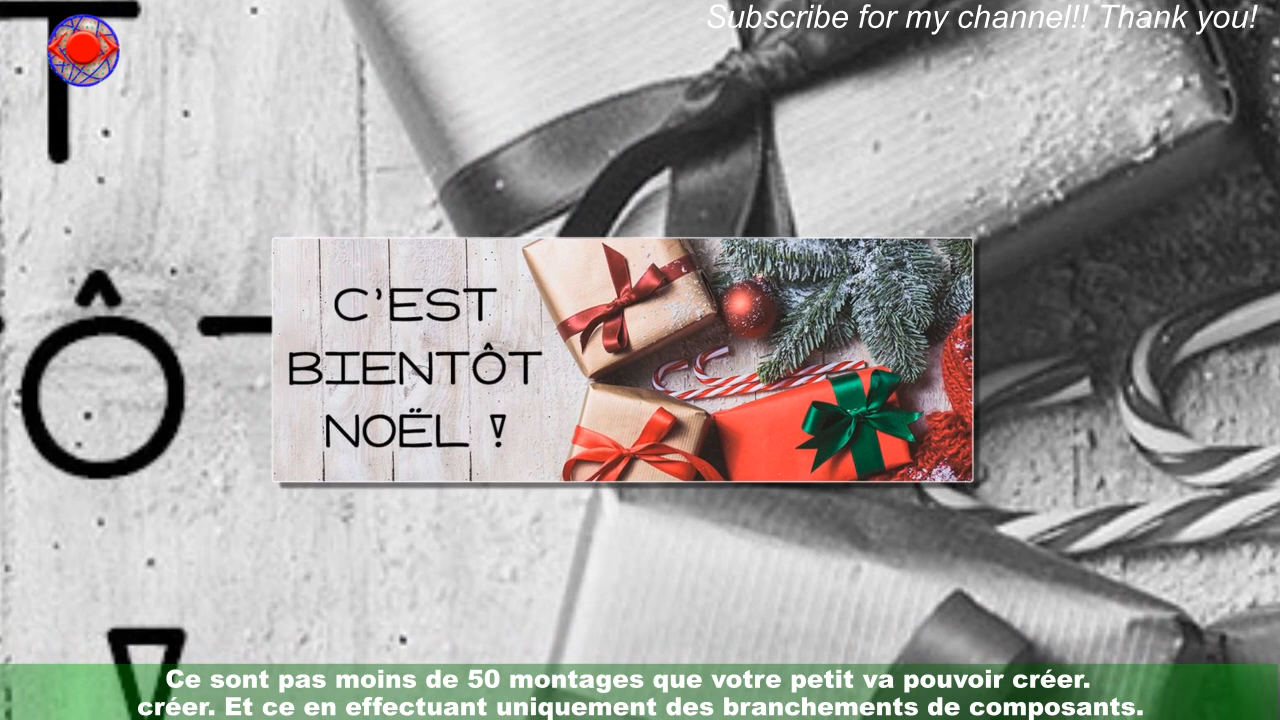 Subscribe for my channel!! Thank you!
T
C'EST
BIENTÔT
NOËL !
Ô
Ce sont pas moins de 50 montages que votre petit va pouvoir créer.
créer. Et ce en effectuant uniquement des branchements de composants.